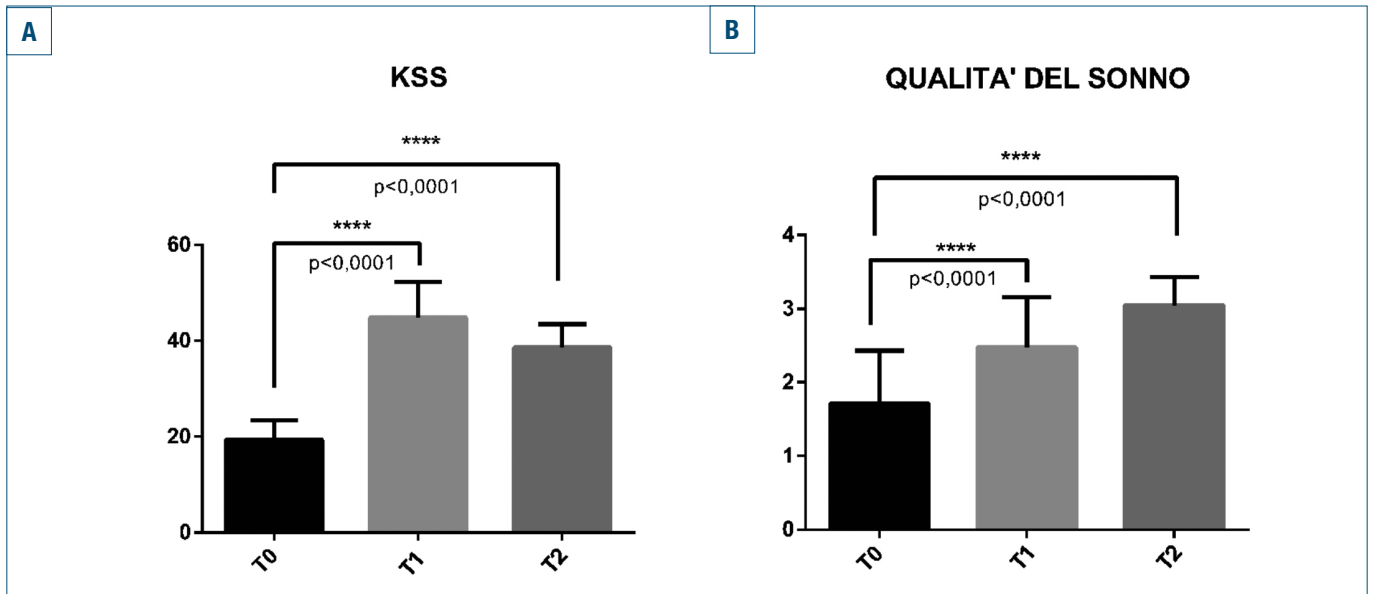 A
KSS
****
p<0,0001
****
p<0,0001
60
40
20
0
T0
T1
T2
B
QUALITA' DEL SONNO
****
p<0,0001
****
p<0,0001
4
3
2
1
0
T0
T1
T2